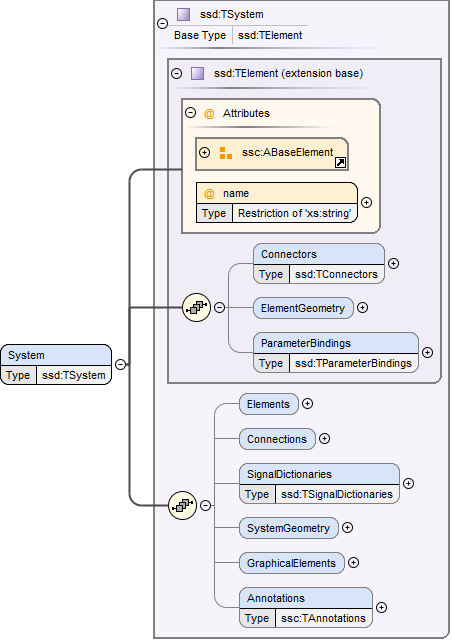 ssd:TSystem
Base Type ssd:TElement
ssd:TElement (extension base)
@ Attributes
ssc:ABaseElement
@ name
Type Restriction of 'xs:string'
Connectors
Type ssd:TConnectors
ElementGeometry
ParameterBindings
Type ssd:TParameterBindings
System
Type ssd:TSystem
Elements
Connections
SignalDictionaries
Type ssd:TSignalDictionaries
SystemGeometry
GraphicalElements
Annotations
Type ssc:TAnnotations